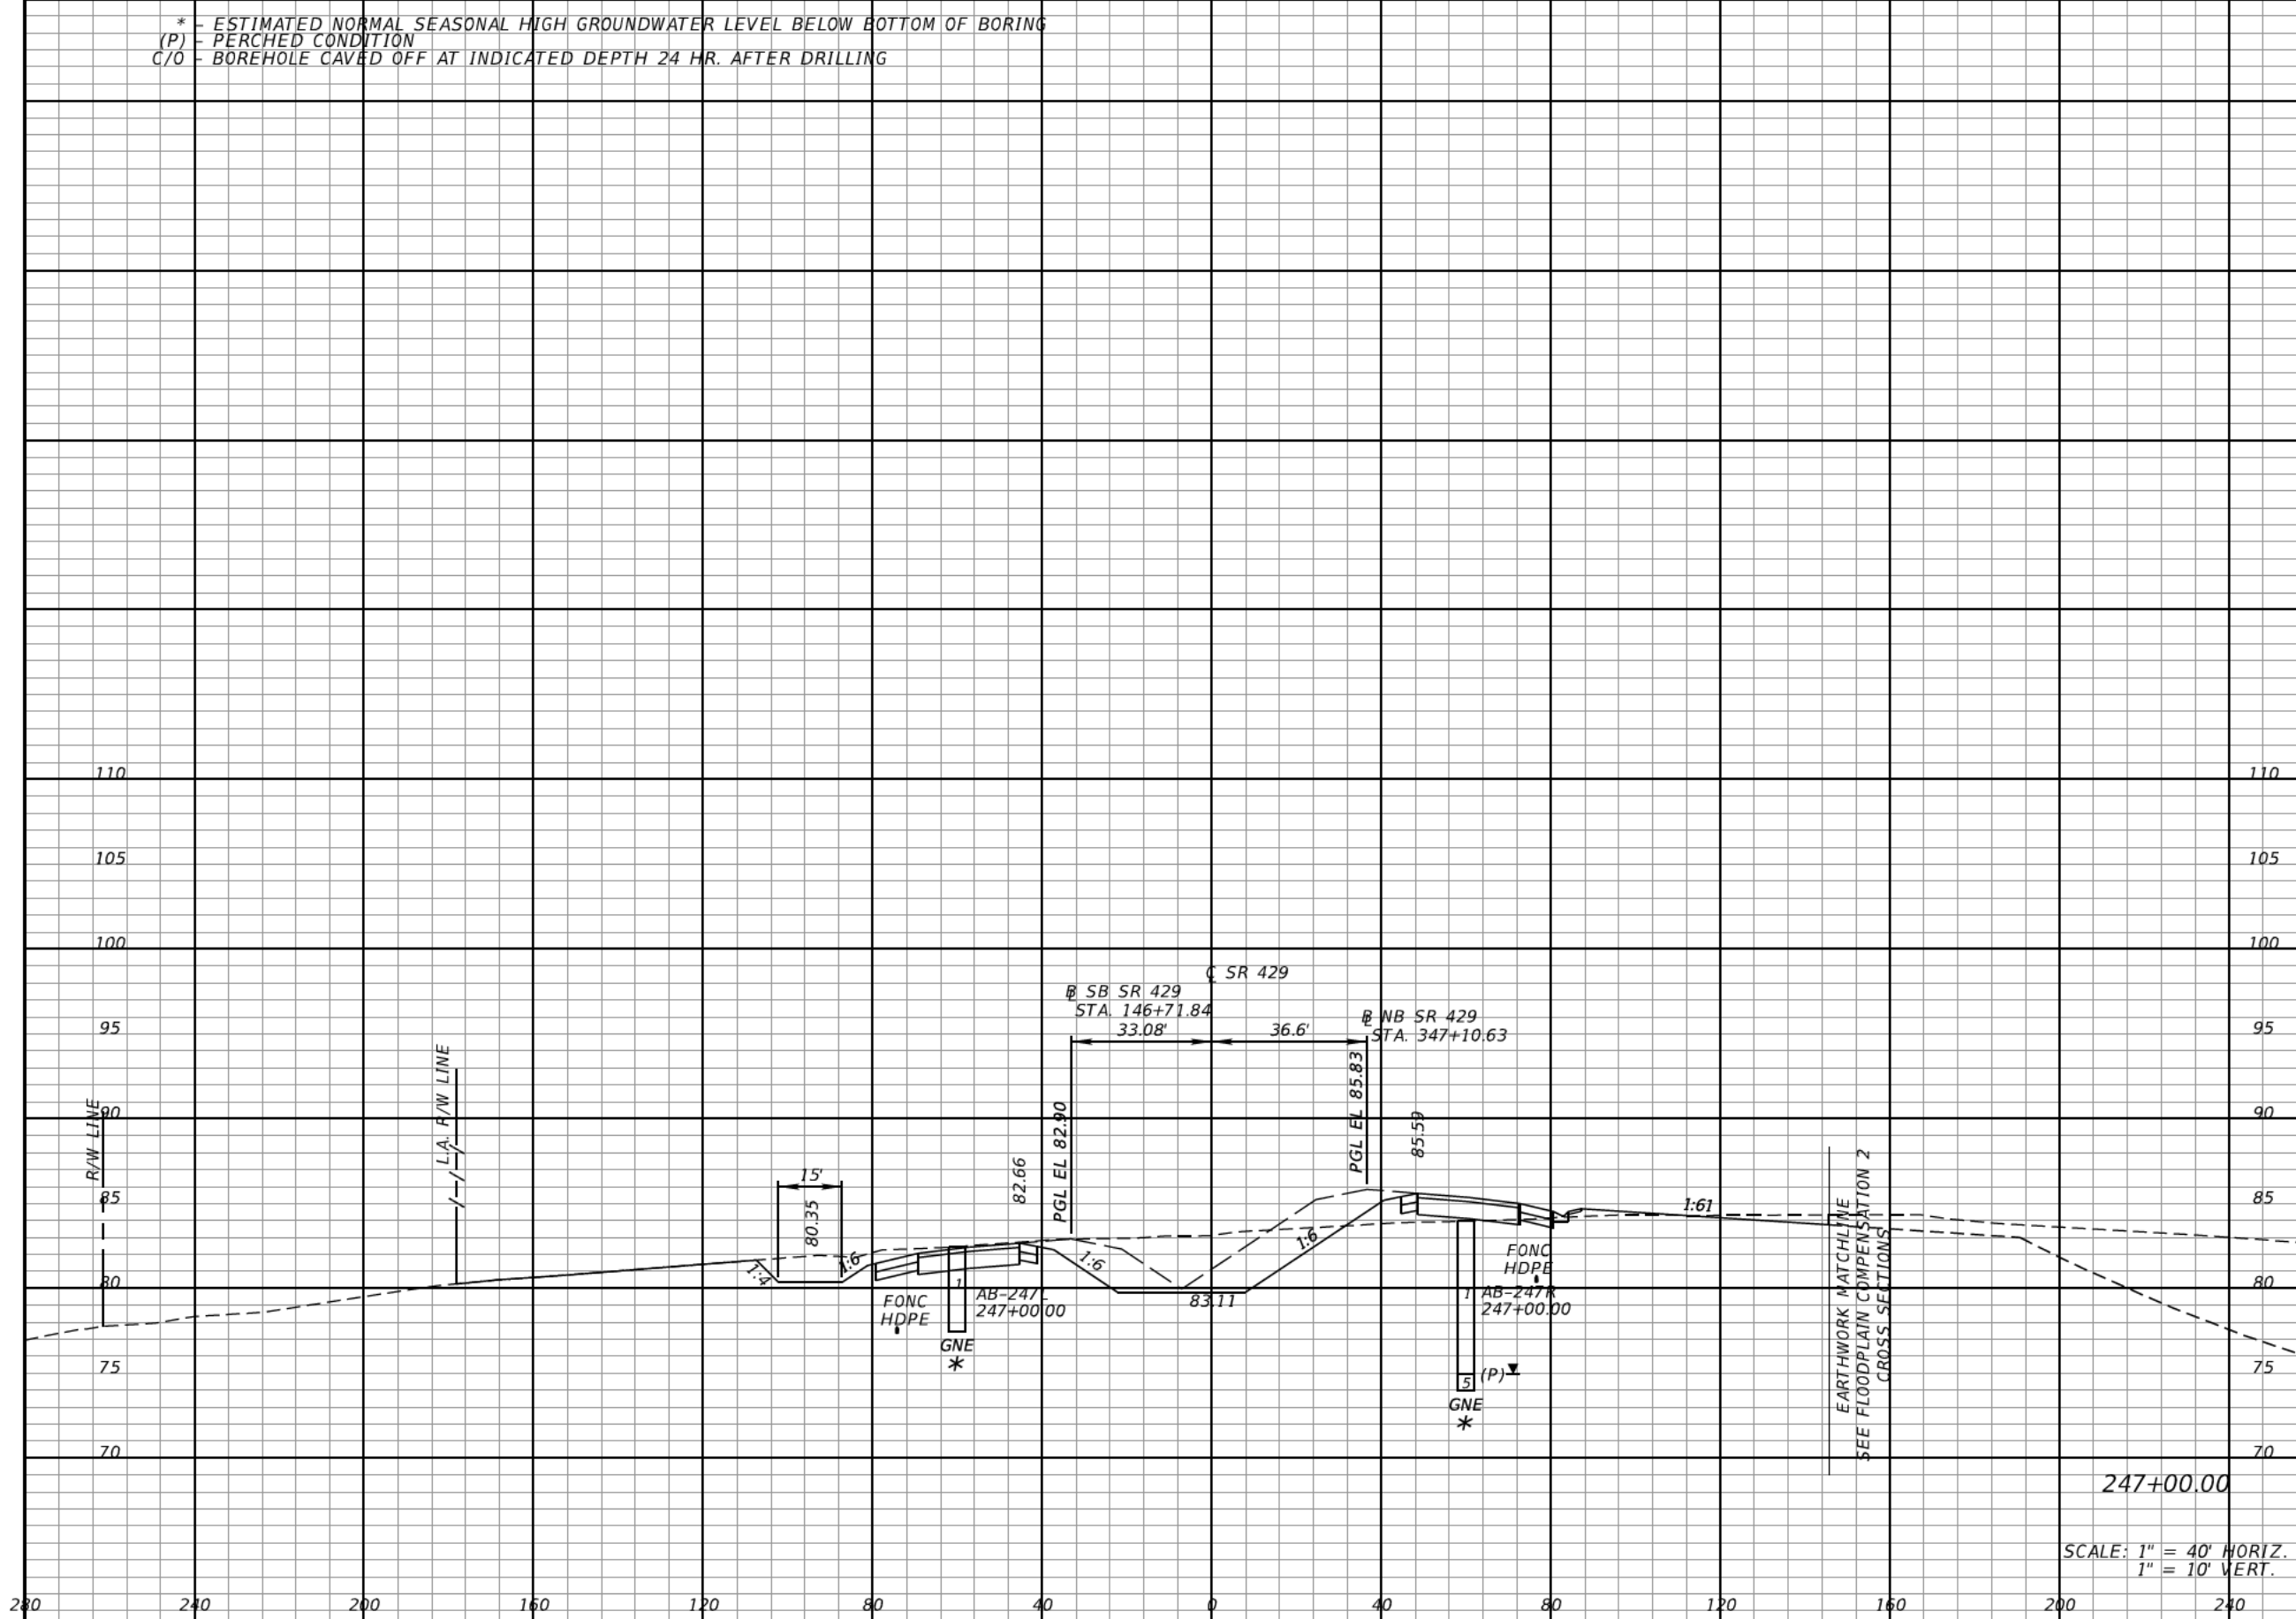 * – ESTIMATED NORMAL SEASONAL HIGH GROUNDWATER LEVEL BELOW BOTTOM OF BORING
(P) – PERCHED CONDITION
C/O – BOREHOLE CAVED OFF AT INDICATED DEPTH 24 HR. AFTER DRILLING
110
110
105
105
100
100
℄ SR 429
BL SB SR 429
STA. 146+71.84
33.08'
36.6'
BL NB SR 429
STA. 347+10.63
95
95
90
90
R/W LINE
L.A. R/W LINE
PGL EL 82.90
PGL EL 85.83
82.66
85.59
15'
80.35
85
85
1:4
1:6
1:6
1:6
1:61
80
80
FONC
HDPE
1
AB–247L
247+00.00
GNE
*
83.11
FONC
HDPE
1
AB–247R
247+00.00
5
(P)
GNE
*
EARTHWORK MATCHLINE
SEE FLOODPLAIN COMPENSATION 2
CROSS SECTIONS
75
75
70
70
247+00.00
SCALE: 1" = 40' HORIZ.
1" = 10' VERT.
280
240
200
160
120
80
40
0
40
80
120
160
200
240